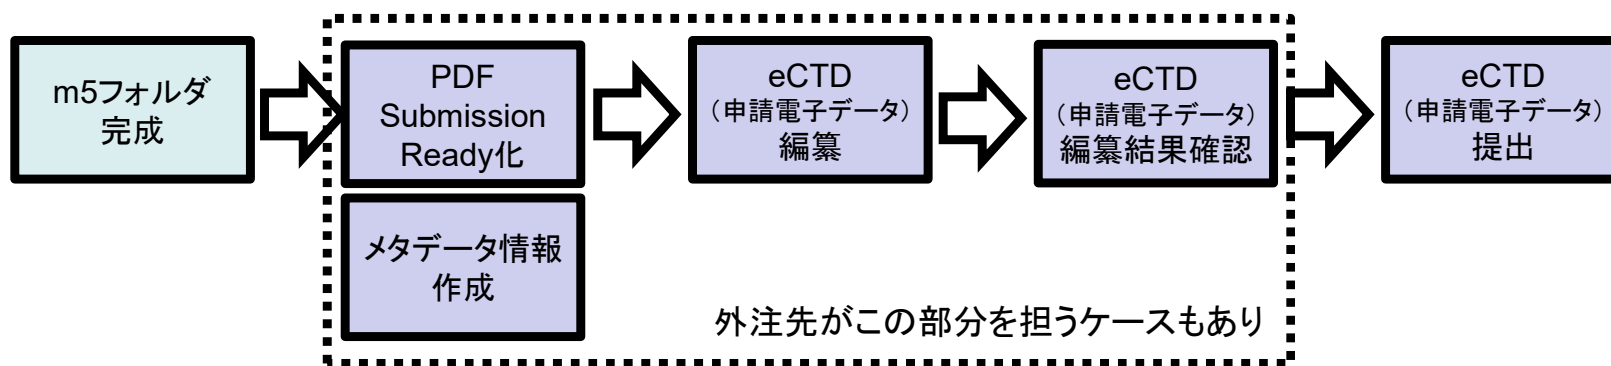 m5フォルダ
完成
PDF
Submission
Ready化
メタデータ情報
作成
eCTD
（申請電子データ）
編纂
eCTD
（申請電子データ）
編纂結果確認
eCTD
（申請電子データ）
提出
外注先がこの部分を担うケースもあり